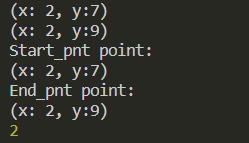 (x: 2, y:7)
(x: 2, y:9)
Start_pnt point:
(x: 2, y:7)
End_pnt point:
(x: 2, y:9)
2